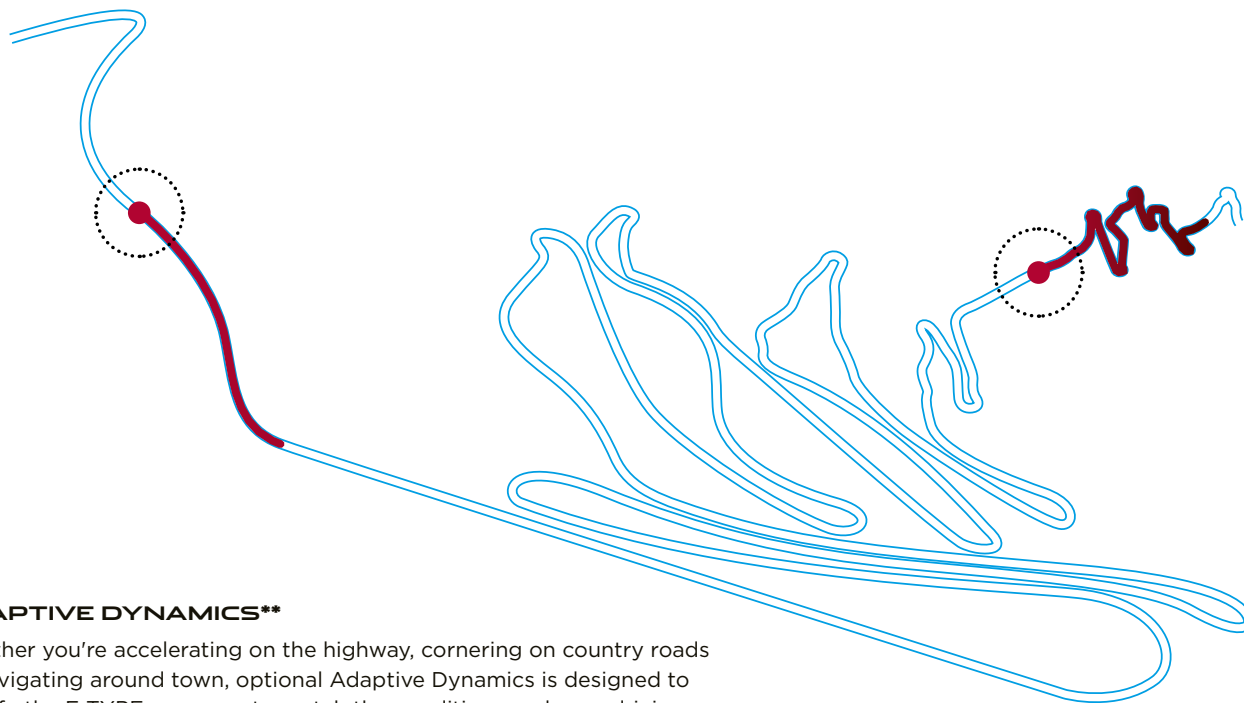 APTIVE DYNAMICS**
ther you're accelerating on the highway, cornering on country roads
vigating around town, optional Adaptive Dynamics is designed to